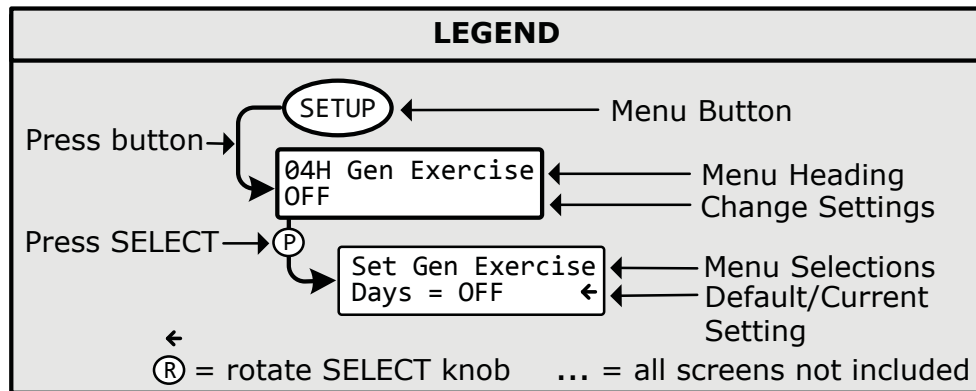 LEGEND
SETUP
Menu Button
Press button
04H Gen Exercise
OFF
Menu Heading
Change Settings
Press SELECT
P
Set Gen Exercise
Days = OFF ←
Menu Selections
Default/Current
Setting
←
R = rotate SELECT knob ... = all screens not included